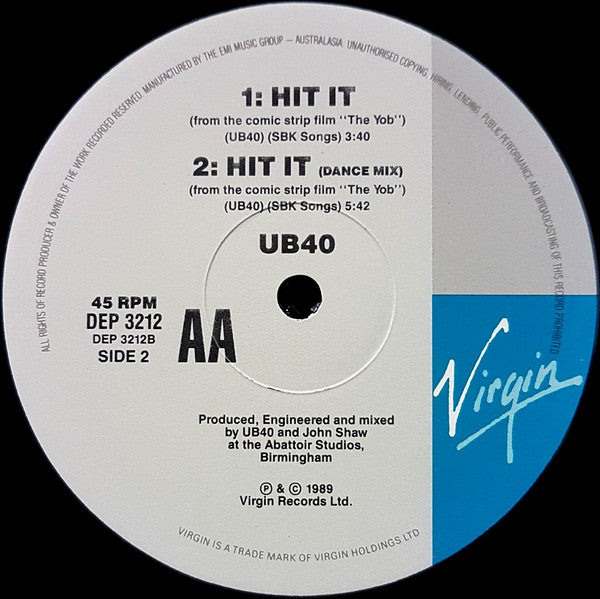 ALL RIGHTS OF RECORD PRODUCER & OWNER OF THE WORK RECORDED RESERVED. MANUFACTURED BY THE EMI MUSIC GROUP – AUSTRALASIA. UNAUTHORISED COPYING, HIRING, LENDING, PUBLIC PERFORMANCE AND BROADCASTING OF THIS RECORD PROHIBITED
1: HIT IT
(from the comic strip film "The Yob")
(UB40) (SBK Songs) 3:40
2: HIT IT (DANCE MIX)
(from the comic strip film "The Yob")
(UB40) (SBK Songs) 5:42
UB40
45 RPM
DEP 3212
DEP 3212B
SIDE 2
AA
Virgin
Produced, Engineered and mixed
by UB40 and John Shaw
at the Abattoir Studios,
Birmingham
Ⓟ & © 1989
Virgin Records Ltd.
VIRGIN IS A TRADE MARK OF VIRGIN HOLDINGS LTD